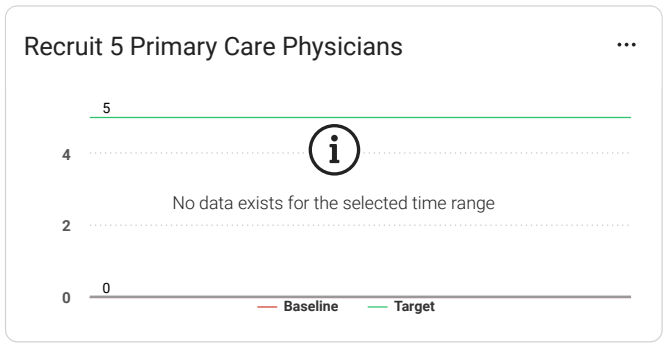 Recruit 5 Primary Care Physicians
5
4
No data exists for the selected time range
2
0
0
Baseline Target